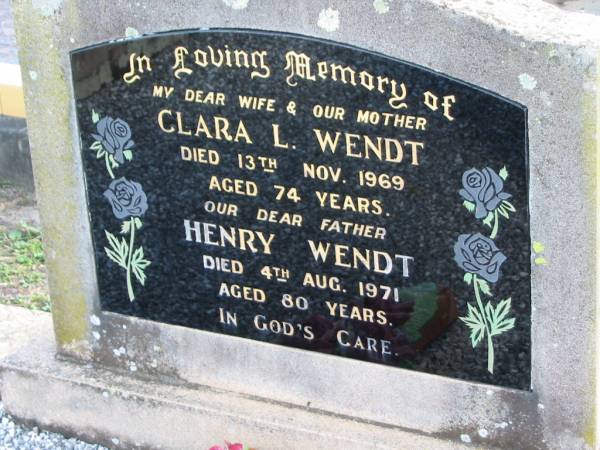 In Loving Memory of
MY DEAR WIFE & OUR MOTHER
CLARA L. WENDT
DIED 13TH NOV. 1969
AGED 74 YEARS.
OUR DEAR FATHER
HENRY WENDT
DIED 4TH AUG. 1971
AGED 80 YEARS.
IN GOD'S CARE.